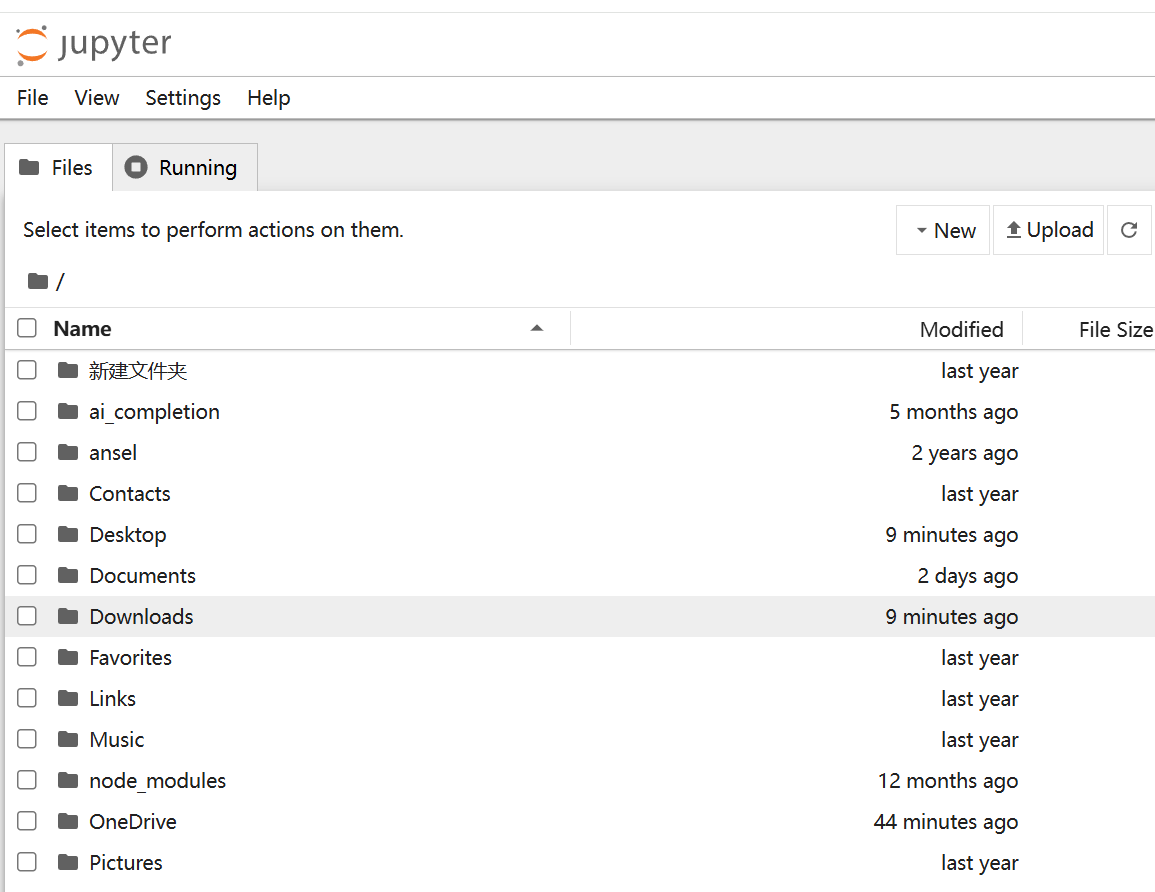 jupyter
File View Settings Help
Files Running
Select items to perform actions on them.
New Upload
/
Name Modified File Size
新建文件夹 last year
ai_completion 5 months ago
ansel 2 years ago
Contacts last year
Desktop 9 minutes ago
Documents 2 days ago
Downloads 9 minutes ago
Favorites last year
Links last year
Music last year
node_modules 12 months ago
OneDrive 44 minutes ago
Pictures last year